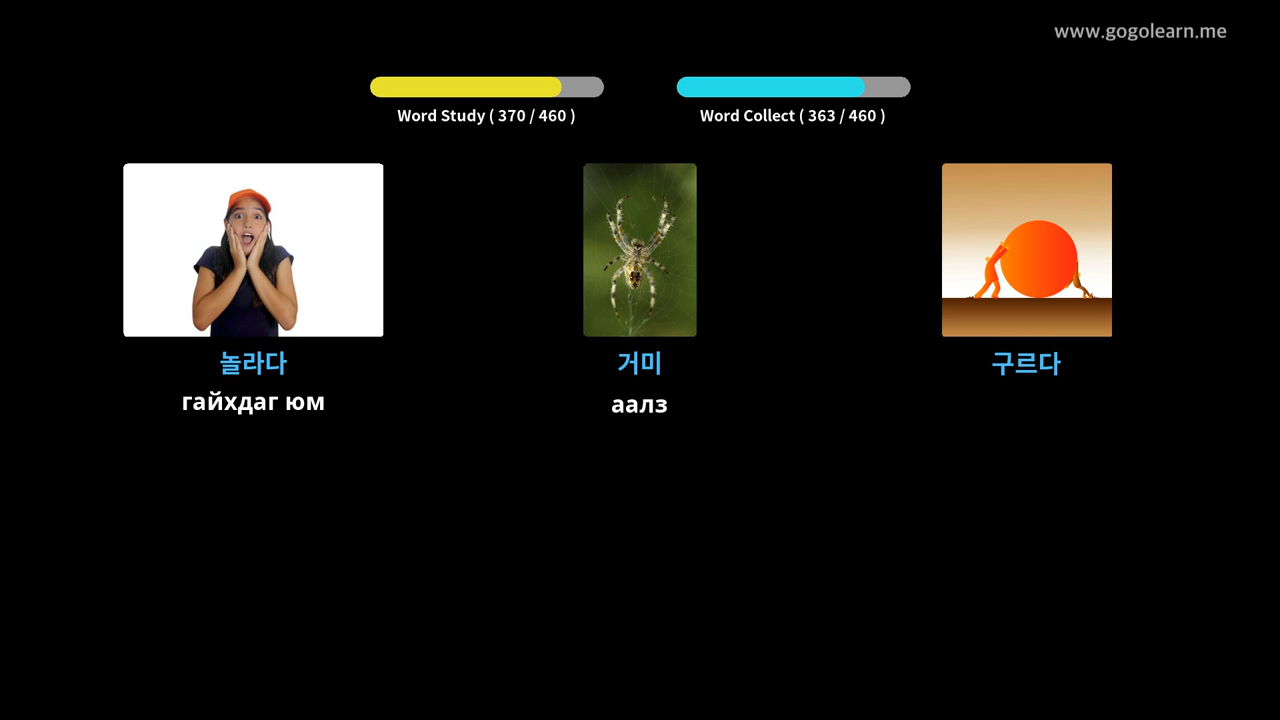 www.gogolearn.me
Word Study ( 370 / 460 )
Word Collect ( 363 / 460 )
놀라다
거미
구르다
гайхдаг юм
аалз